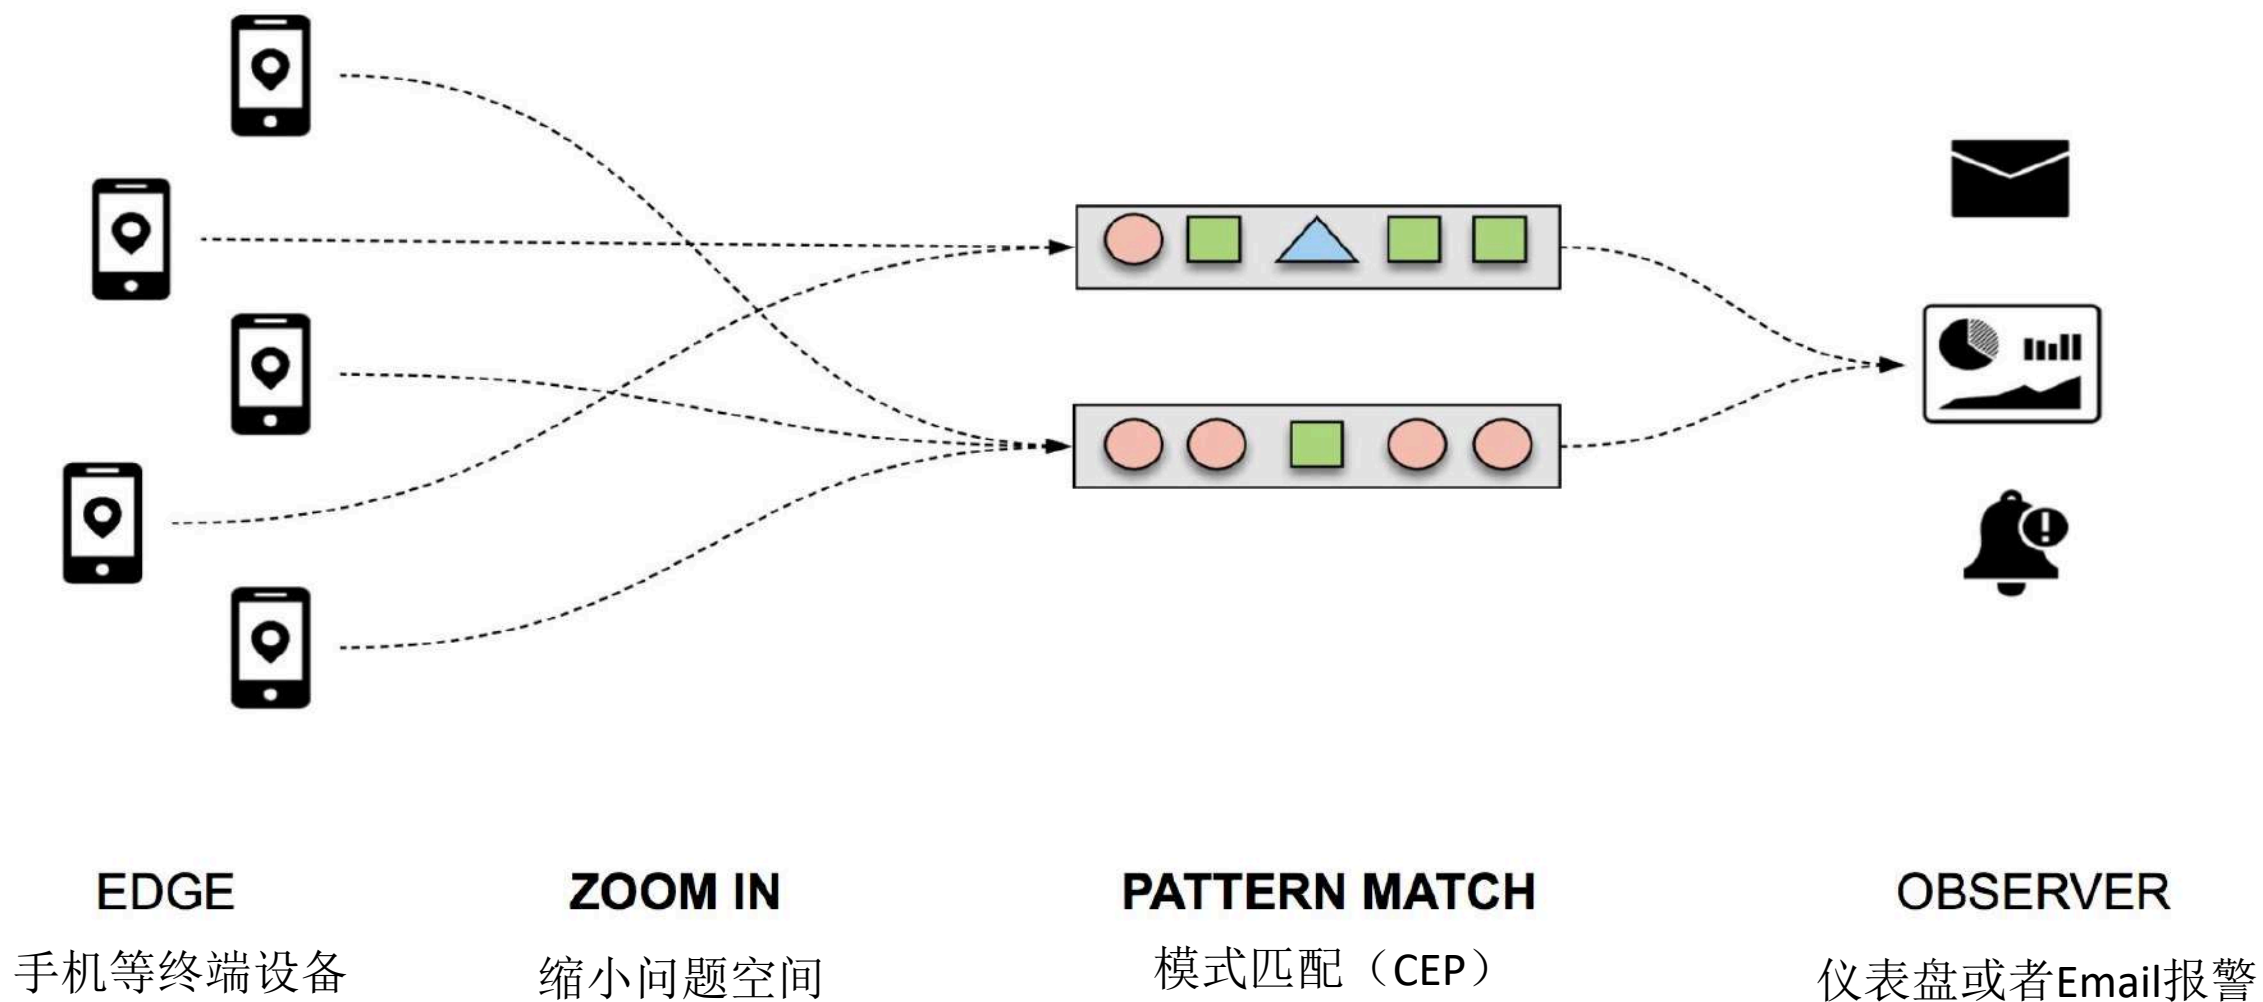 EDGE
ZOOM IN
PATTERN MATCH
OBSERVER
手机等终端设备
缩小问题空间
模式匹配（CEP）
仪表盘或者Email报警